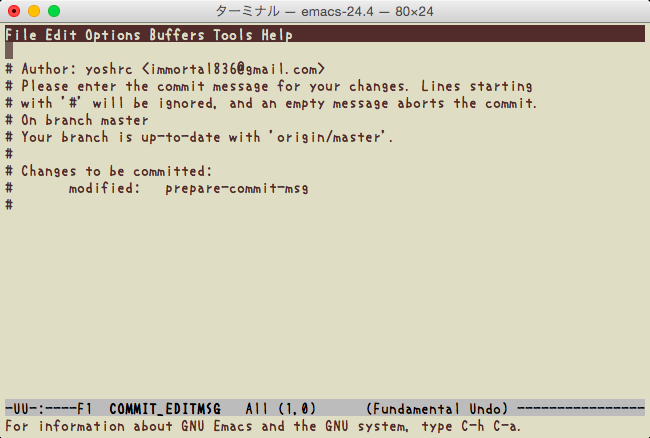 ターミナル — emacs-24.4 — 80×24
File Edit Options Buffers Tools Help
# Author: yoshrc <immortal836@gmail.com>
# Please enter the commit message for your changes. Lines starting
# with '#' will be ignored, and an empty message aborts the commit.
# On branch master
# Your branch is up-to-date with 'origin/master'.
#
# Changes to be committed:
#       modified:   prepare-commit-msg
#
-UU-:----F1  COMMIT_EDITMSG   All (1,0)      (Fundamental Undo) ----------------
For information about GNU Emacs and the GNU system, type C-h C-a.